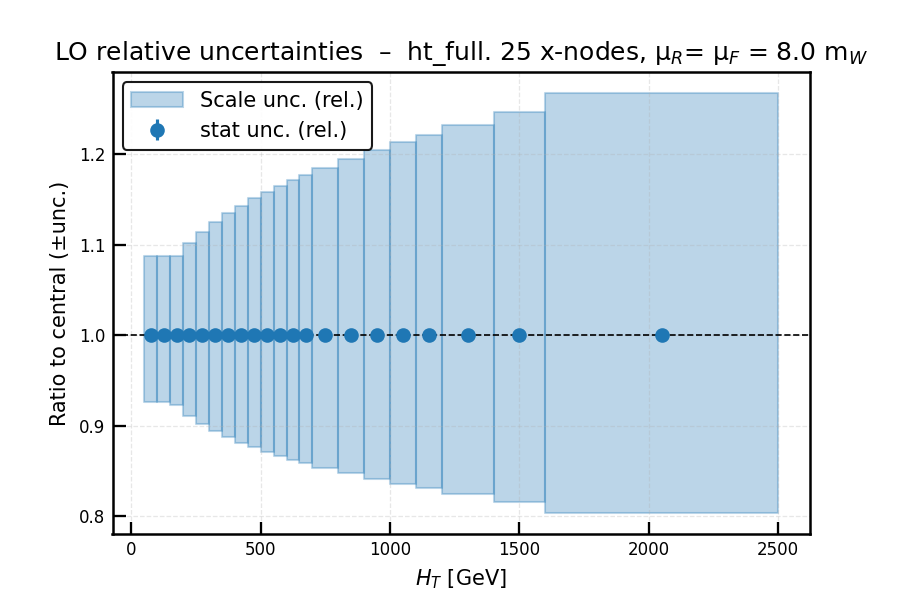 LO relative uncertainties – ht_full. 25 x-nodes, μR= μF = 8.0 mW
Scale unc. (rel.)
stat unc. (rel.)
Ratio to central (±unc.)
1.2
1.1
1.0
0.9
0.8
0 500 1000 1500 2000 2500
HT [GeV]